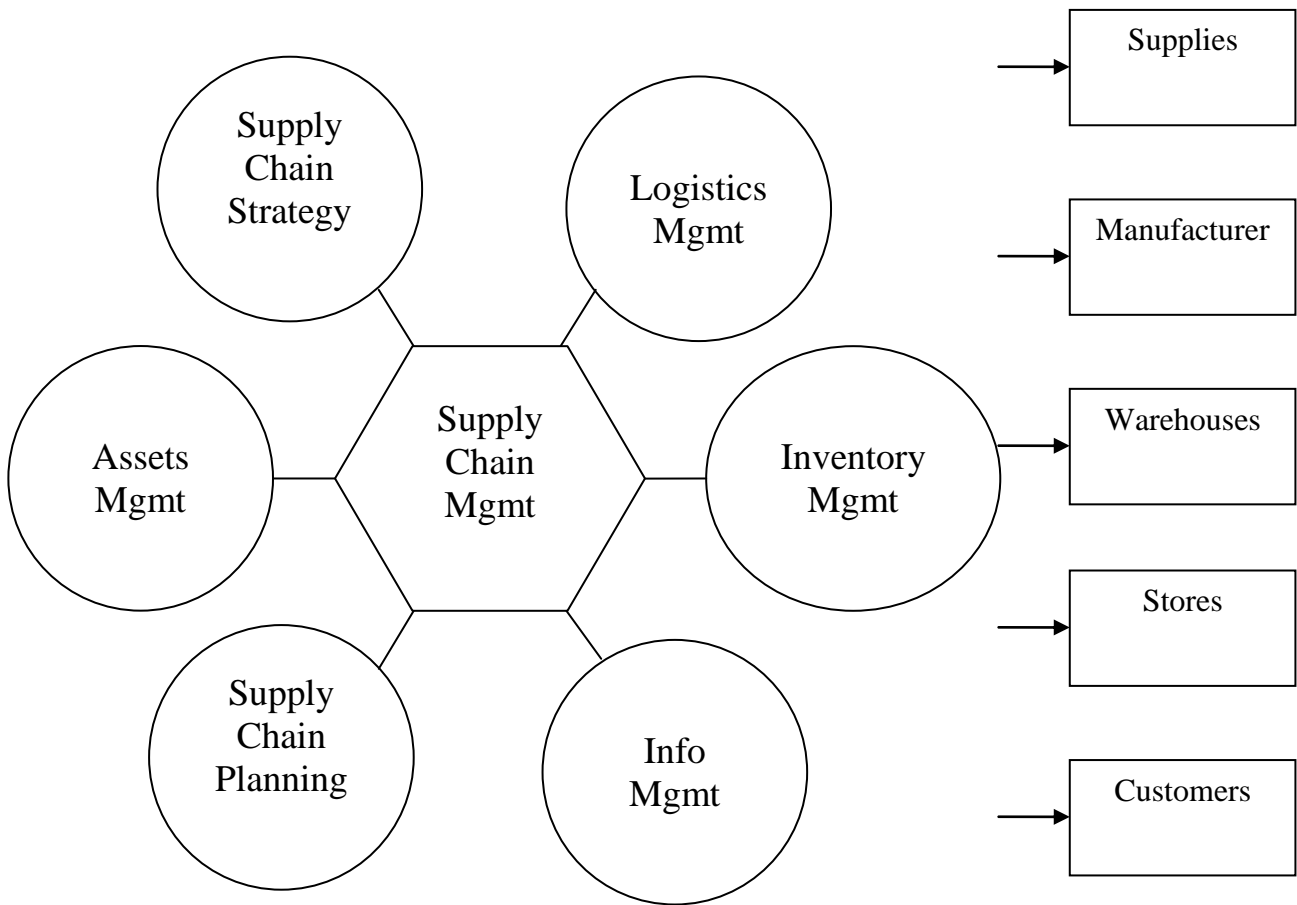 Supply
Chain
Strategy
Logistics
Mgmt
Assets
Mgmt
Supply
Chain
Mgmt
Inventory
Mgmt
Supply
Chain
Planning
Info
Mgmt
Supplies
Manufacturer
Warehouses
Stores
Customers